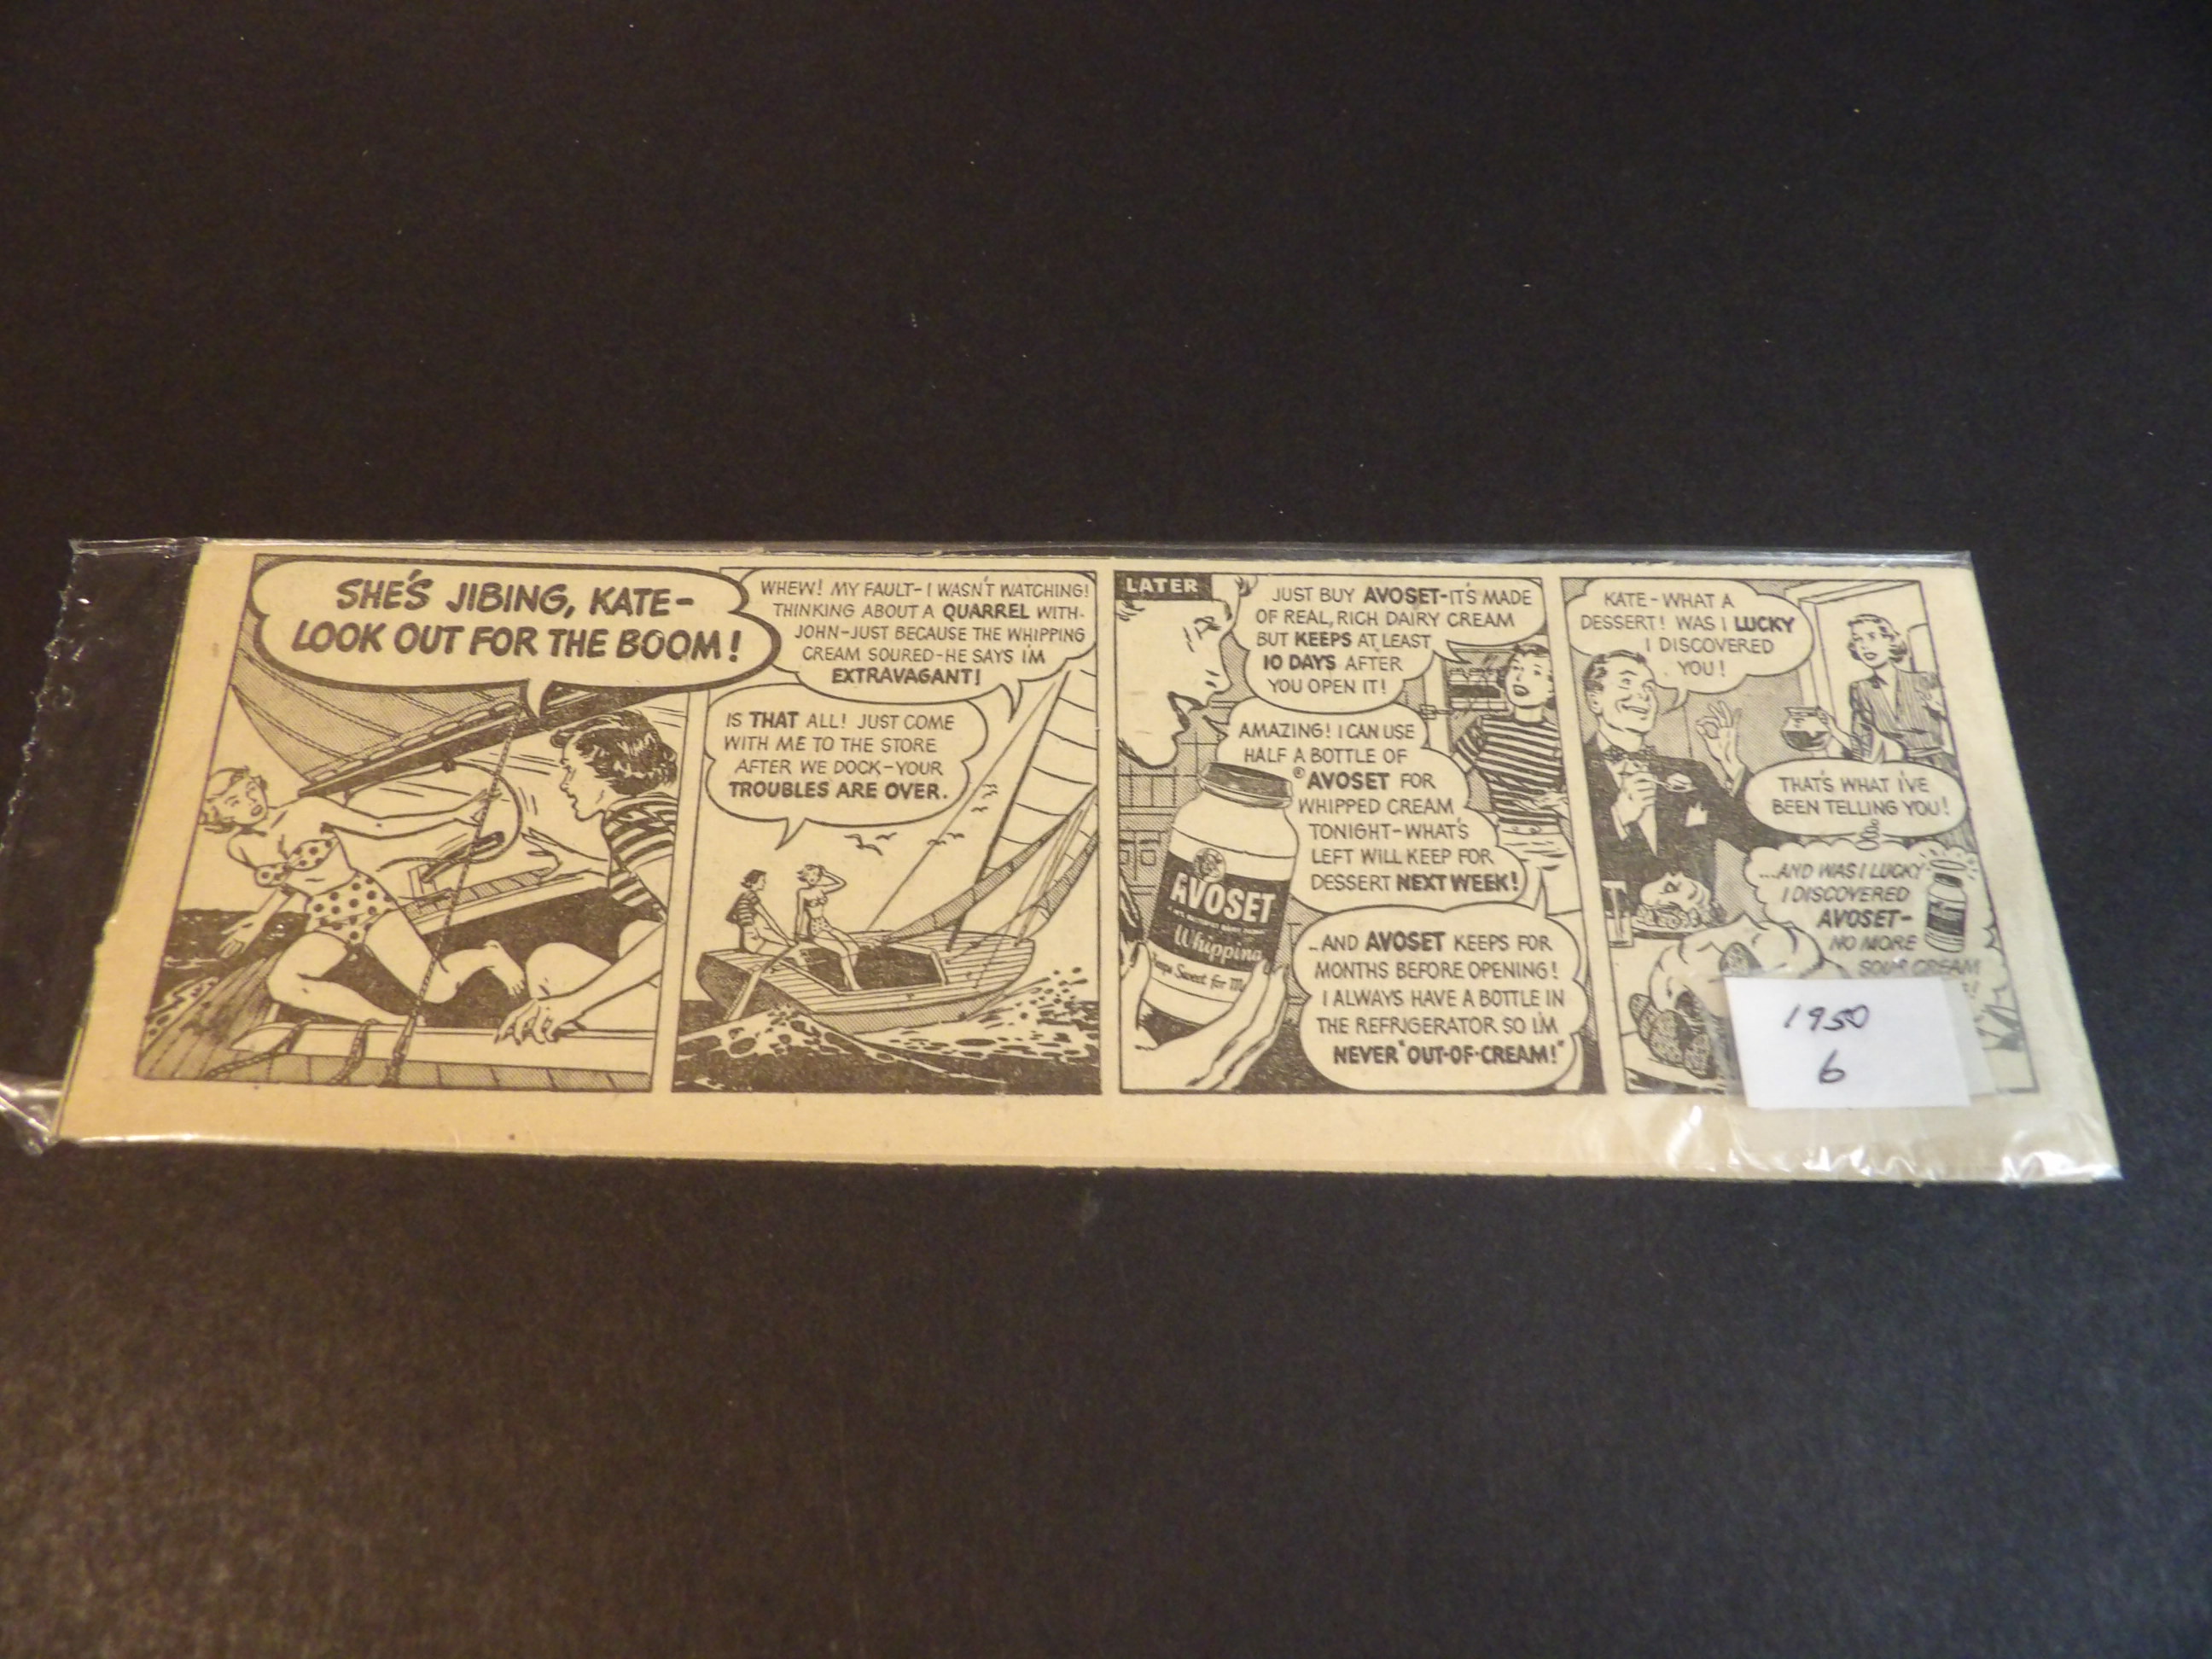 SHE'S JIBING, KATE-
LOOK OUT FOR THE BOOM!
WHEW! MY FAULT-I WASN'T WATCHING!
THINKING ABOUT A QUARREL WITH-
JOHN-JUST BECAUSE THE WHIPPING
CREAM SOURED-HE SAYS I'M
EXTRAVAGANT!
IS THAT ALL! JUST COME
WITH ME TO THE STORE
AFTER WE DOCK-YOUR
TROUBLES ARE OVER.
LATER
JUST BUY AVOSET-IT'S MADE
OF REAL, RICH DAIRY CREAM
BUT KEEPS AT LEAST
10 DAYS AFTER
YOU OPEN IT!
AMAZING! I CAN USE
HALF A BOTTLE OF
®AVOSET FOR
WHIPPED CREAM
TONIGHT-WHAT'S
LEFT WILL KEEP FOR
DESSERT NEXT WEEK!
AVOSET
Whipping
Keeps Sweet for
...AND AVOSET KEEPS FOR
MONTHS BEFORE OPENING!
I ALWAYS HAVE A BOTTLE IN
THE REFRIGERATOR SO I'M
NEVER "OUT-OF-CREAM!"
KATE-WHAT A
DESSERT! WAS I LUCKY
I DISCOVERED
YOU!
THAT'S WHAT I'VE
BEEN TELLING YOU!
...AND WAS I LUCKY
I DISCOVERED
AVOSET-
NO MORE
SOUR CREAM
1950
6